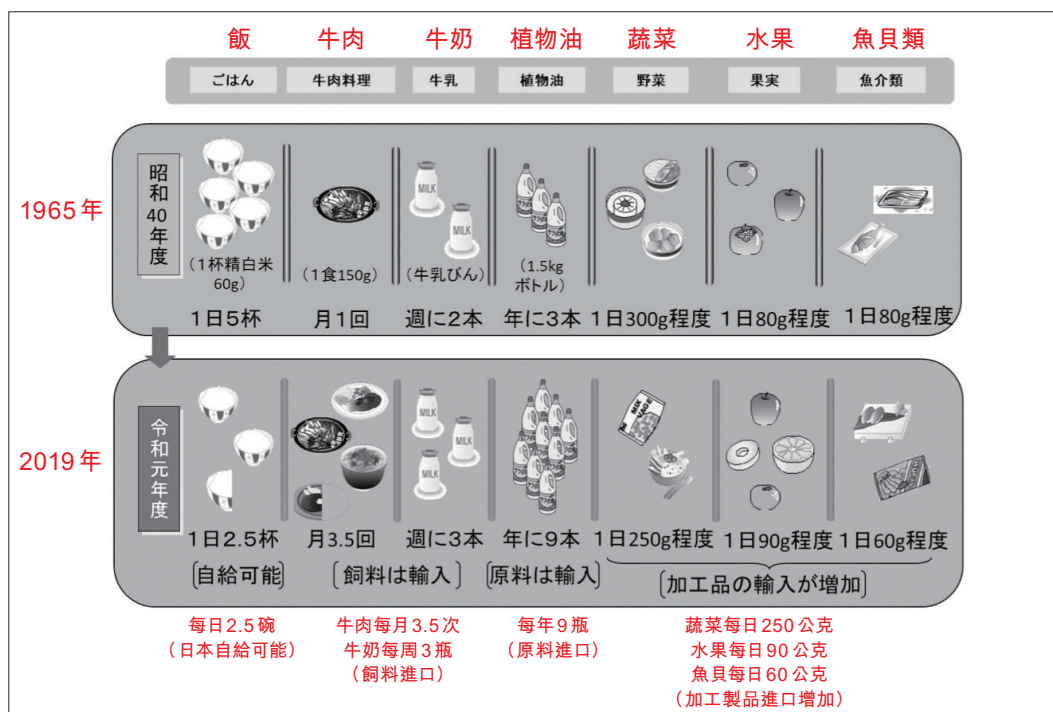 飯 牛肉 牛奶 植物油 蔬菜 水果 魚貝類
ごはん 牛肉料理 牛乳 植物油 野菜 果実 魚介類
1965年
昭和40年度
MILK
MILK
(1杯精白米
60g)
(1食150g)
(牛乳びん)
(1.5kg
ボトル)
1日5杯 月1回 週に2本 年に3本 1日300g程度 1日80g程度 1日80g程度
2019年
令和元年度
MILK
MILK
MILK
MIX
VAGE
1日2.5杯 月3.5回 週に3本 年に9本 1日250g程度 1日90g程度 1日60g程度
[自給可能] [飼料は輸入] [原料は輸入] [加工品の輸入が増加]
每日2.5碗
(日本自給可能)
牛肉每月3.5次
牛奶每周3瓶
(飼料進口)
每年9瓶
(原料進口)
蔬菜每日250公克
水果每日90公克
魚貝每日60公克
(加工製品進口增加)